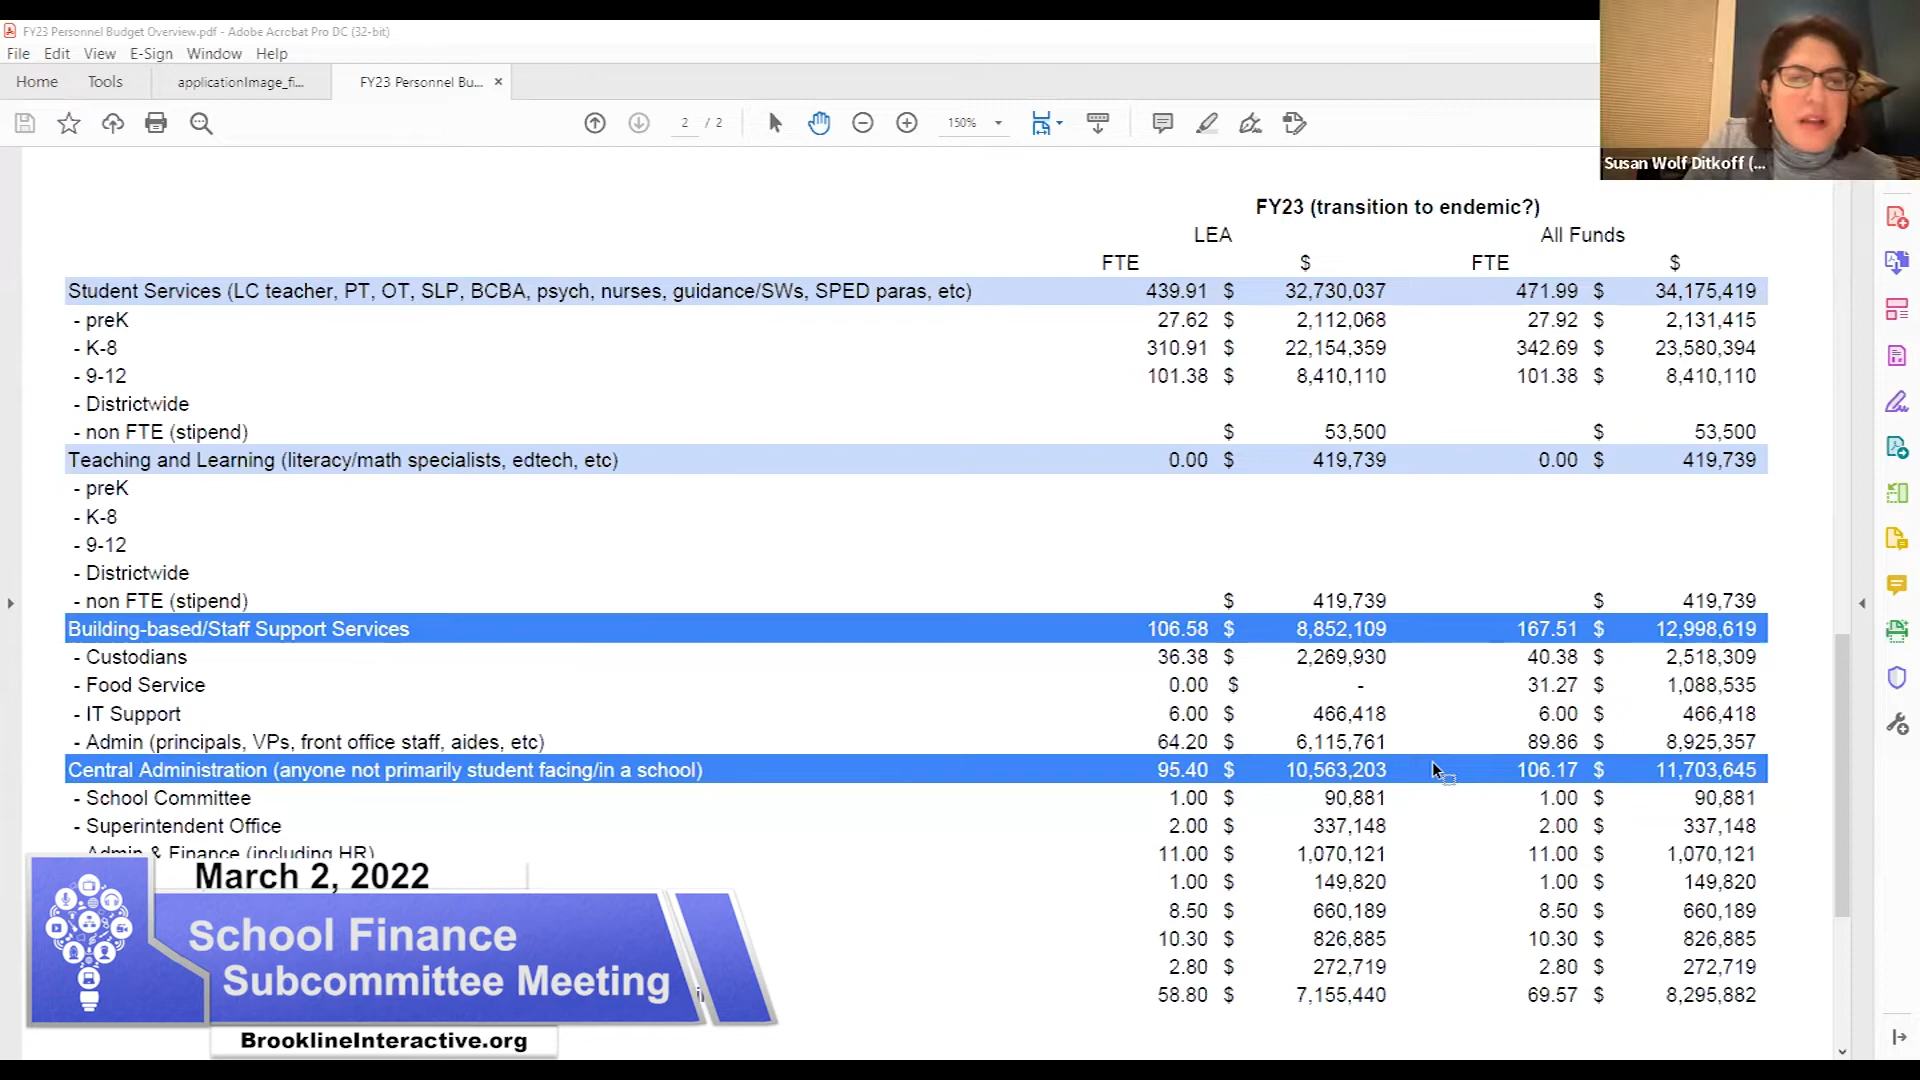 FY23 Personnel Budget Overview.pdf - Adobe Acrobat Pro DC (32-bit)
File Edit View E-Sign Window Help
Home Tools applicationImage_fi... FY23 Personnel Bu... ×
2 / 2 150%
Susan Wolf Ditkoff (...
FY23 (transition to endemic?)
LEA All Funds
FTE $ FTE $
Student Services (LC teacher, PT, OT, SLP, BCBA, psych, nurses, guidance/SWs, SPED paras, etc) 439.91 $ 32,730,037 471.99 $ 34,175,419
- preK 27.62 $ 2,112,068 27.92 $ 2,131,415
- K-8 310.91 $ 22,154,359 342.69 $ 23,580,394
- 9-12 101.38 $ 8,410,110 101.38 $ 8,410,110
- Districtwide
- non FTE (stipend) $ 53,500 $ 53,500
Teaching and Learning (literacy/math specialists, edtech, etc) 0.00 $ 419,739 0.00 $ 419,739
- preK
- K-8
- 9-12
- Districtwide
- non FTE (stipend) $ 419,739 $ 419,739
Building-based/Staff Support Services 106.58 $ 8,852,109 167.51 $ 12,998,619
- Custodians 36.38 $ 2,269,930 40.38 $ 2,518,309
- Food Service 0.00 $ - 31.27 $ 1,088,535
- IT Support 6.00 $ 466,418 6.00 $ 466,418
- Admin (principals, VPs, front office staff, aides, etc) 64.20 $ 6,115,761 89.86 $ 8,925,357
Central Administration (anyone not primarily student facing/in a school) 95.40 $ 10,563,203 106.17 $ 11,703,645
- School Committee 1.00 $ 90,881 1.00 $ 90,881
- Superintendent Office 2.00 $ 337,148 2.00 $ 337,148
- Admin & Finance (including HR) 11.00 $ 1,070,121 11.00 $ 1,070,121
1.00 $ 149,820 1.00 $ 149,820
8.50 $ 660,189 8.50 $ 660,189
10.30 $ 826,885 10.30 $ 826,885
2.80 $ 272,719 2.80 $ 272,719
58.80 $ 7,155,440 69.57 $ 8,295,882
March 2, 2022
School Finance
Subcommittee Meeting
BrooklineInteractive.org